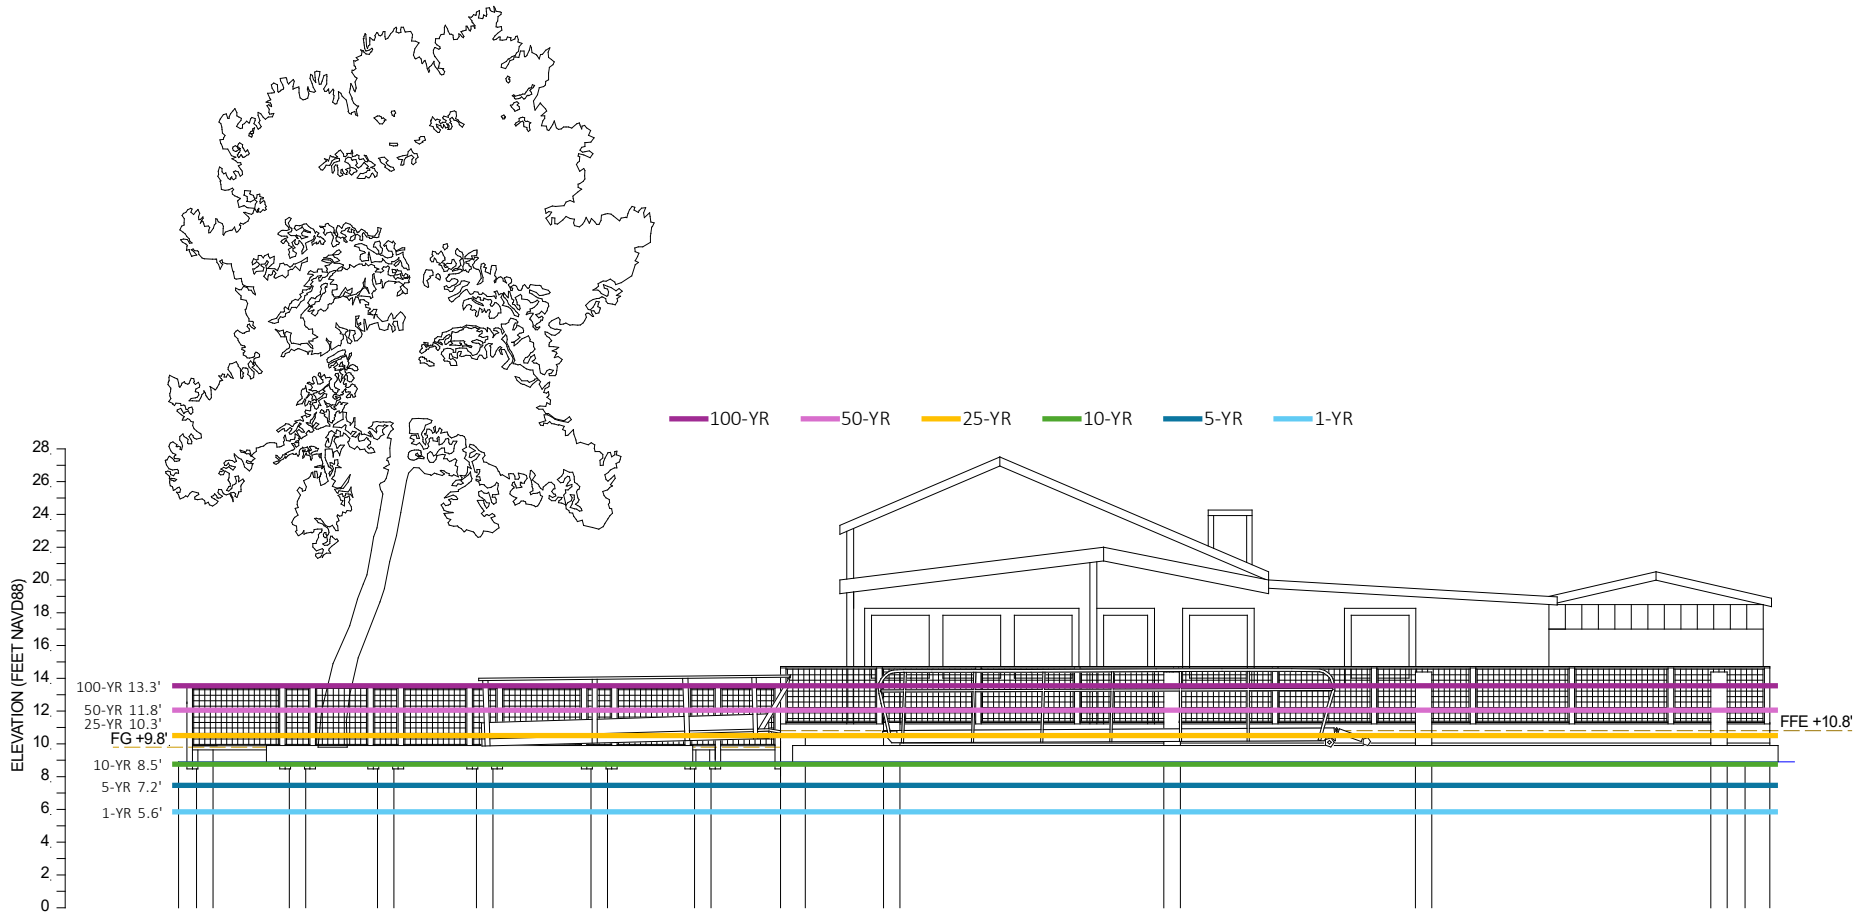 100-YR 50-YR 25-YR 10-YR 5-YR 1-YR
ELEVATION (FEET NAVD88)
28
26
24
22
20
18
16
14
12
10
8
6
4
2
0
100-YR 13.3'
50-YR 11.8'
25-YR 10.3'
FG +9.8'
10-YR 8.5'
5-YR 7.2'
1-YR 5.6'
FFE +10.8'